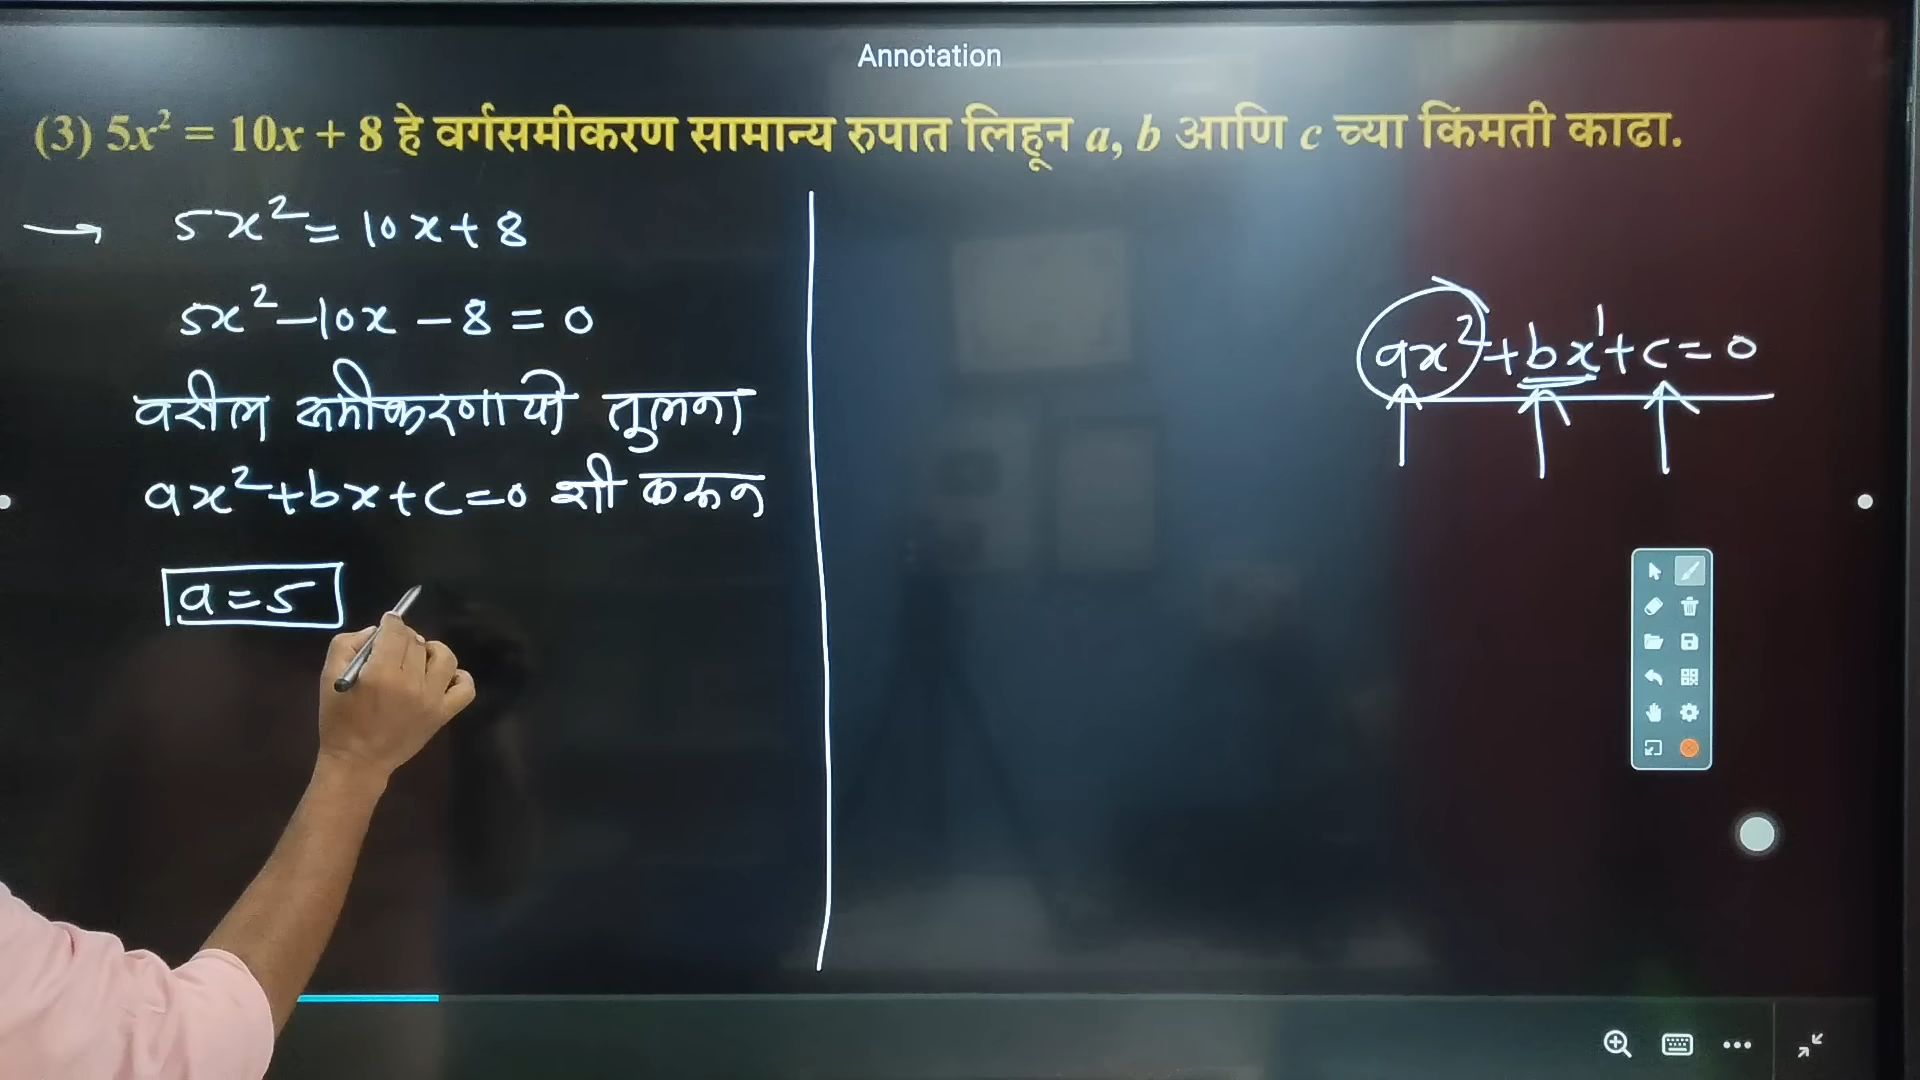 Annotation
(3) 5x² = 10x + 8 हे वर्गसमीकरण सामान्य रुपात लिहून a, b आणि c च्या किंमती काढा.
→ 5x² = 10x + 8
5x² - 10x - 8 = 0
वरील समीकरणाची तुलना
ax² + bx + c = 0 शी करून
a = 5
ax² + bx¹ + c = 0